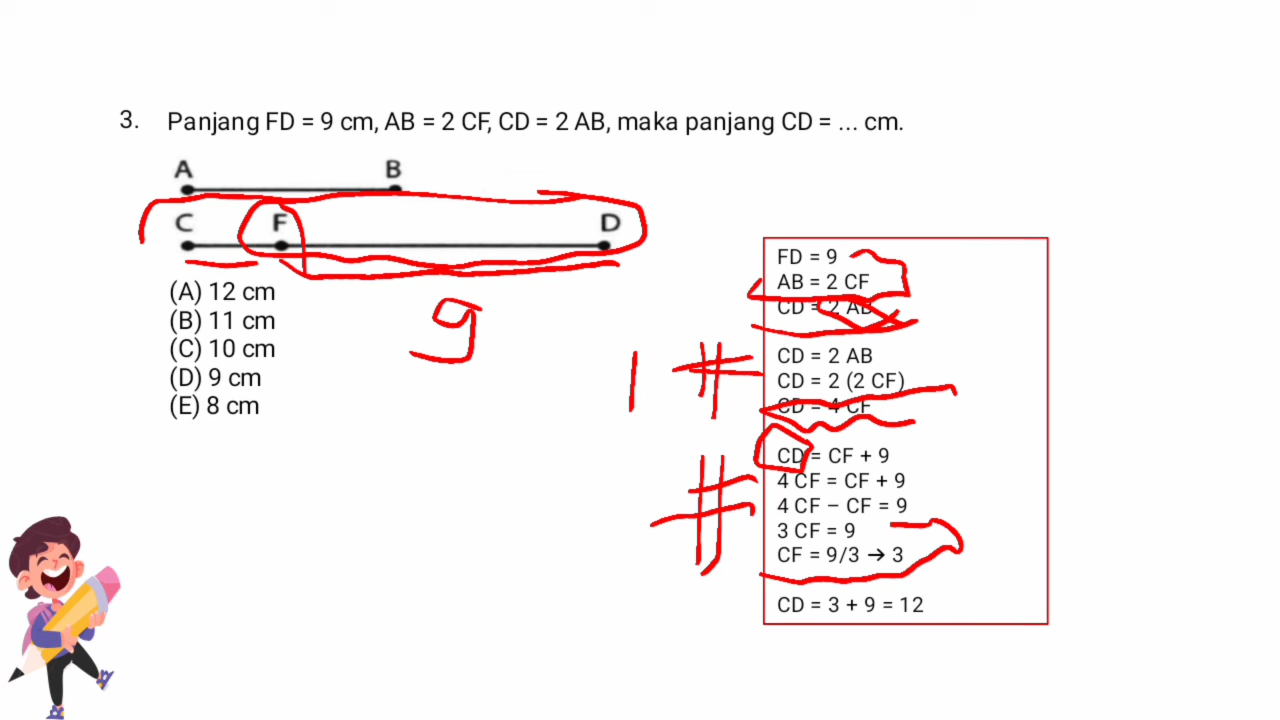 3. Panjang FD = 9 cm, AB = 2 CF, CD = 2 AB, maka panjang CD = ... cm.
A B
C F D
(A) 12 cm
(B) 11 cm
(C) 10 cm
(D) 9 cm
(E) 8 cm
9
1 #
#
FD = 9
AB = 2 CF
CD = 2 AB
CD = 2 AB
CD = 2 (2 CF)
CD = 4 CF
CD = CF + 9
4 CF = CF + 9
4 CF – CF = 9
3 CF = 9
CF = 9/3 → 3
CD = 3 + 9 = 12